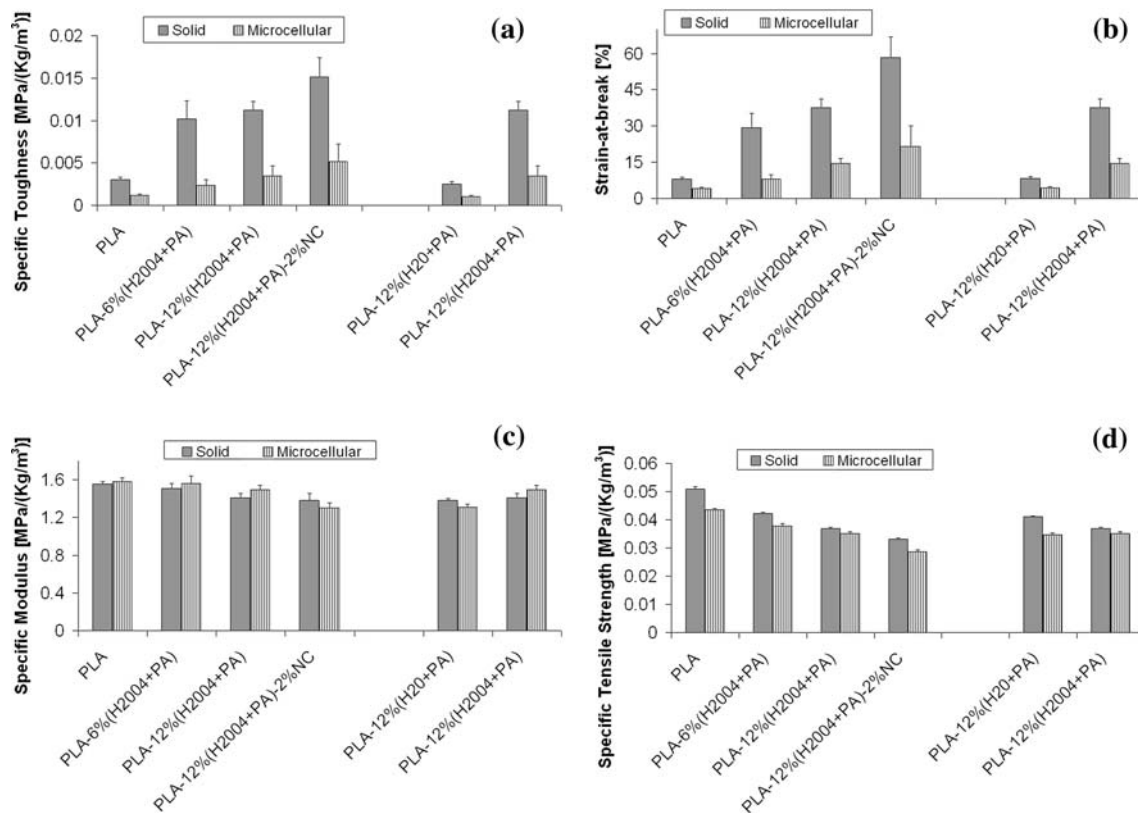 (a)
Solid Microcellular
Specific Toughness [MPa/(Kg/m³)]
0.02
0.015
0.01
0.005
0
PLA
PLA-6%(H2004+PA)
PLA-12%(H2004+PA)
PLA-12%(H2004+PA)-2%NC
PLA-12%(H20+PA)
PLA-12%(H2004+PA)
(b)
Solid Microcellular
Strain-at-break [%]
60
45
30
15
0
PLA
PLA-6%(H2004+PA)
PLA-12%(H2004+PA)
PLA-12%(H2004+PA)-2%NC
PLA-12%(H20+PA)
PLA-12%(H2004+PA)
(c)
Solid Microcellular
Specific Modulus [MPa/(Kg/m³)]
1.6
1.2
0.8
0.4
0
PLA
PLA-6%(H2004+PA)
PLA-12%(H2004+PA)
PLA-12%(H2004+PA)-2%NC
PLA-12%(H20+PA)
PLA-12%(H2004+PA)
(d)
Solid Microcellular
Specific Tensile Strength [MPa/(Kg/m³)]
0.06
0.05
0.04
0.03
0.02
0.01
0
PLA
PLA-6%(H2004+PA)
PLA-12%(H2004+PA)
PLA-12%(H2004+PA)-2%NC
PLA-12%(H20+PA)
PLA-12%(H2004+PA)